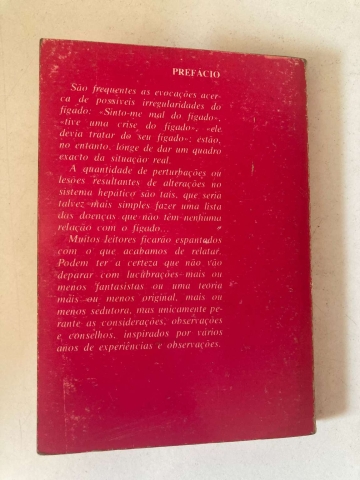 PREFÁCIO
São frequentes as evocações acer-
ca de possíveis irregularidades do
fígado: «Sinto-me mal do fígado»,
«tive uma crise do fígado», «ele
devia tratar do seu fígado»; estão,
no entanto, longe de dar um quadro
exacto da situação real.
A quantidade de perturbações ou
lesões resultantes de alterações no
sistema hepático são tais, que seria
talvez mais simples fazer uma lista
das doenças que não têm nenhuma
relação com o fígado...
Muitos leitores ficarão espantados
com o que acabamos de relatar.
Podem ter a certeza que não vão
deparar com lucubrações mais ou
menos fantasistas ou uma teoria
mais ou menos original, mais ou
menos sedutora, mas unicamente pe-
rante as considerações, observações
e conselhos, inspirados por vários
anos de experiências e observações.